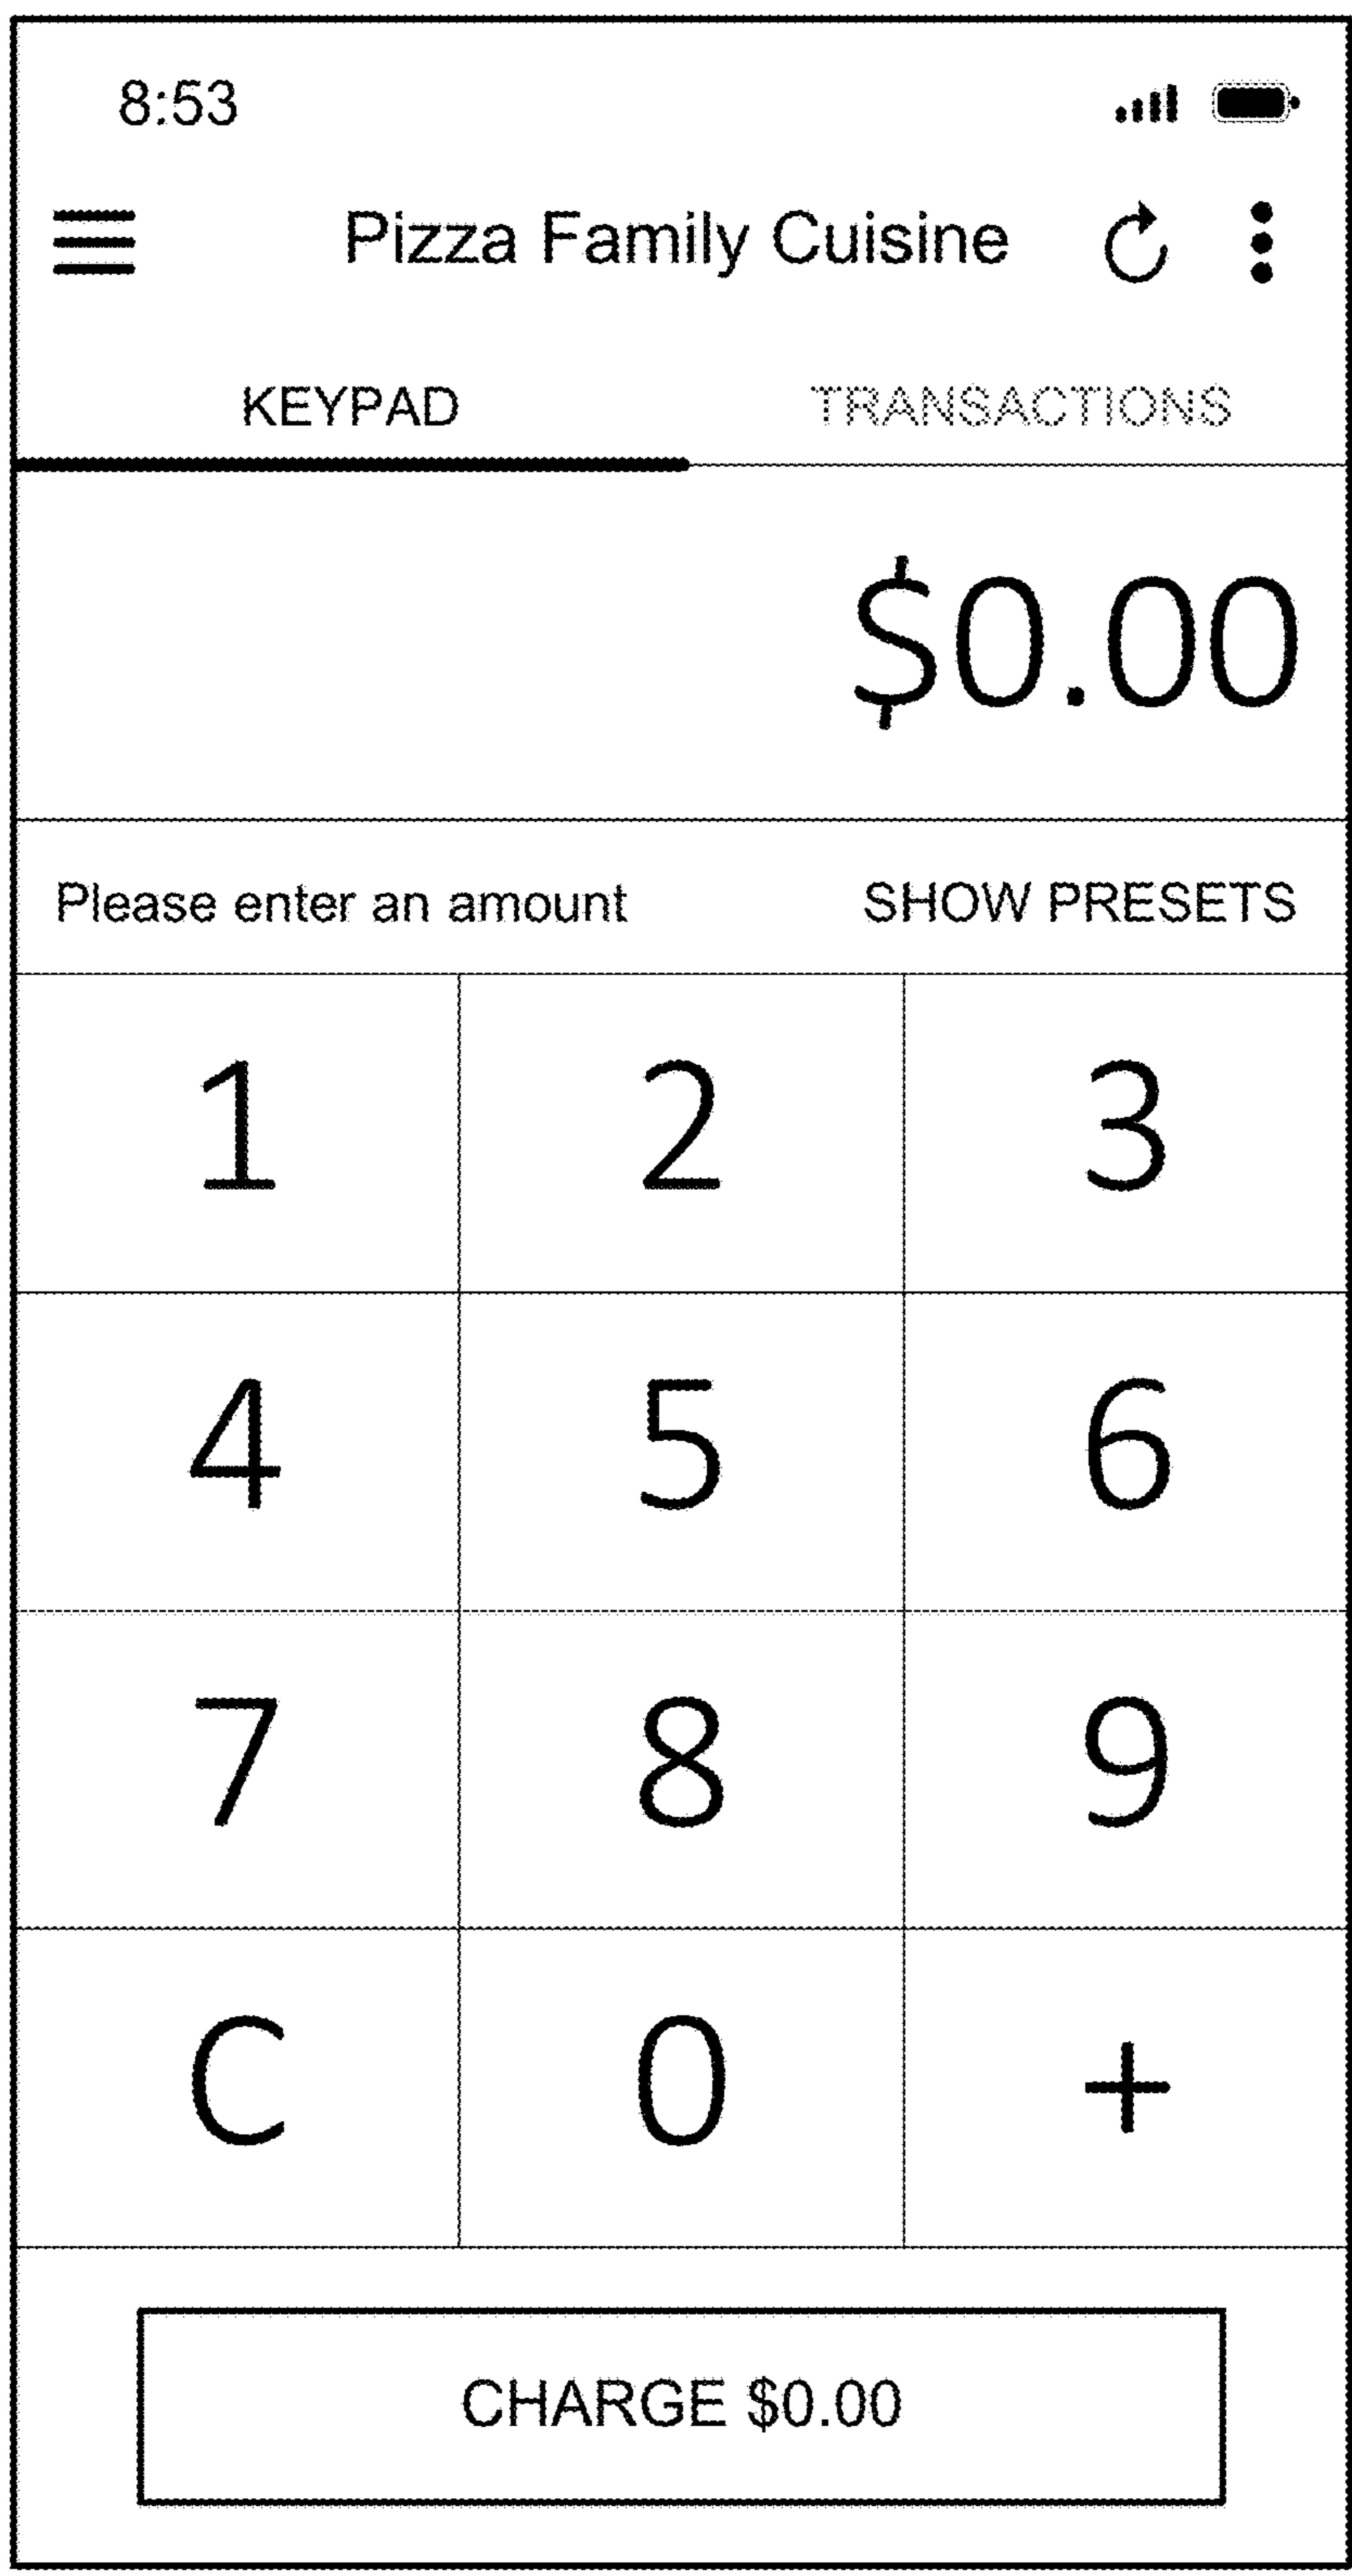 8:53
Pizza Family Cuisine
KEYPAD TRANSACTIONS
$0.00
Please enter an amount SHOW PRESETS
1 2 3
4 5 6
7 8 9
C 0 +
CHARGE $0.00